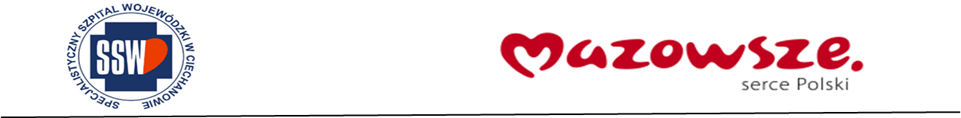 SPECJALISTYCZNY SZPITAL WOJEWÓDZKI W CIECHANOWIE
SSW
Mazowsze.
serce Polski